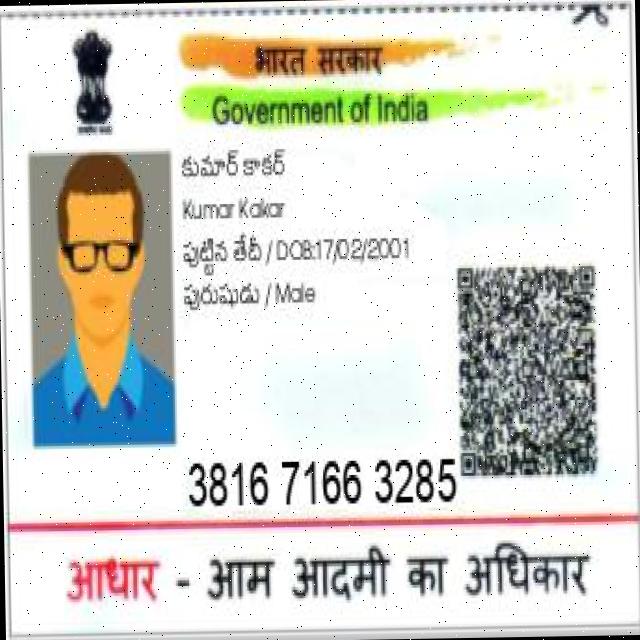 भारत सरकार
Government of India
కుమార్ కాకర్
Kumar Kakar
పుట్టిన తేదీ / DOB:17/02/2001
పురుషుడు / Male
3816 7166 3285
आधार - आम आदमी का अधिकार